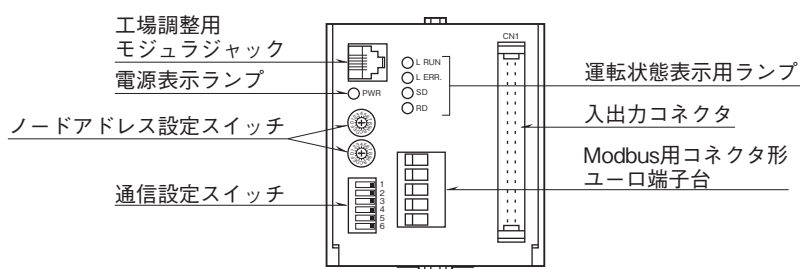 工場調整用
モジュラジャック
電源表示ランプ
ノードアドレス設定スイッチ
通信設定スイッチ
PWR
L RUN
L ERR.
SD
RD
1
2
3
4
5
6
CN1
運転状態表示用ランプ
入出力コネクタ
Modbus用コネクタ形
ユーロ端子台